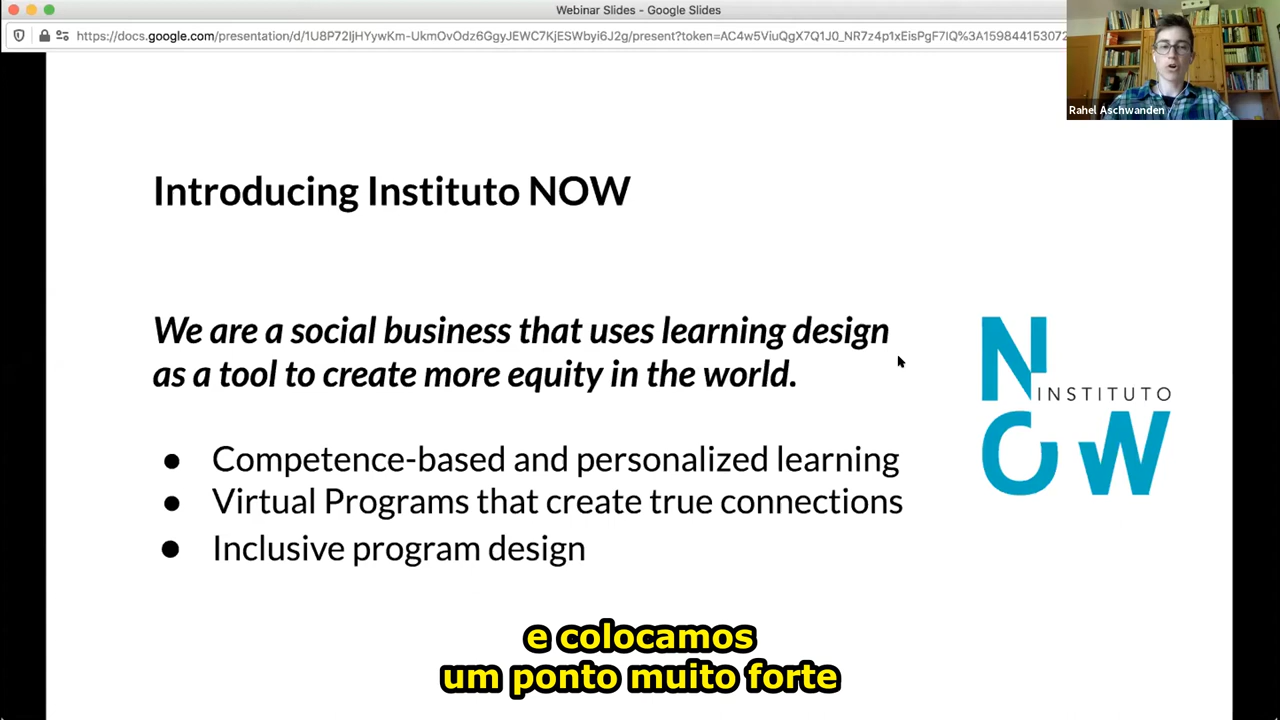 Webinar Slides - Google Slides
https://docs.google.com/presentation/d/1U8P72IjHYywKm-UkmOvOdz6GgyJEWC7KjESWbyi6J2g/present?token=AC4w5ViuQgX7Q1J0_NR7z4p1xEisPgF7IQ%3A159844153072
Rahel Aschwanden
Introducing Instituto NOW
We are a social business that uses learning design
as a tool to create more equity in the world.
● Competence-based and personalized learning
● Virtual Programs that create true connections
● Inclusive program design
N
INSTITUTO
OW
e colocamos
um ponto muito forte